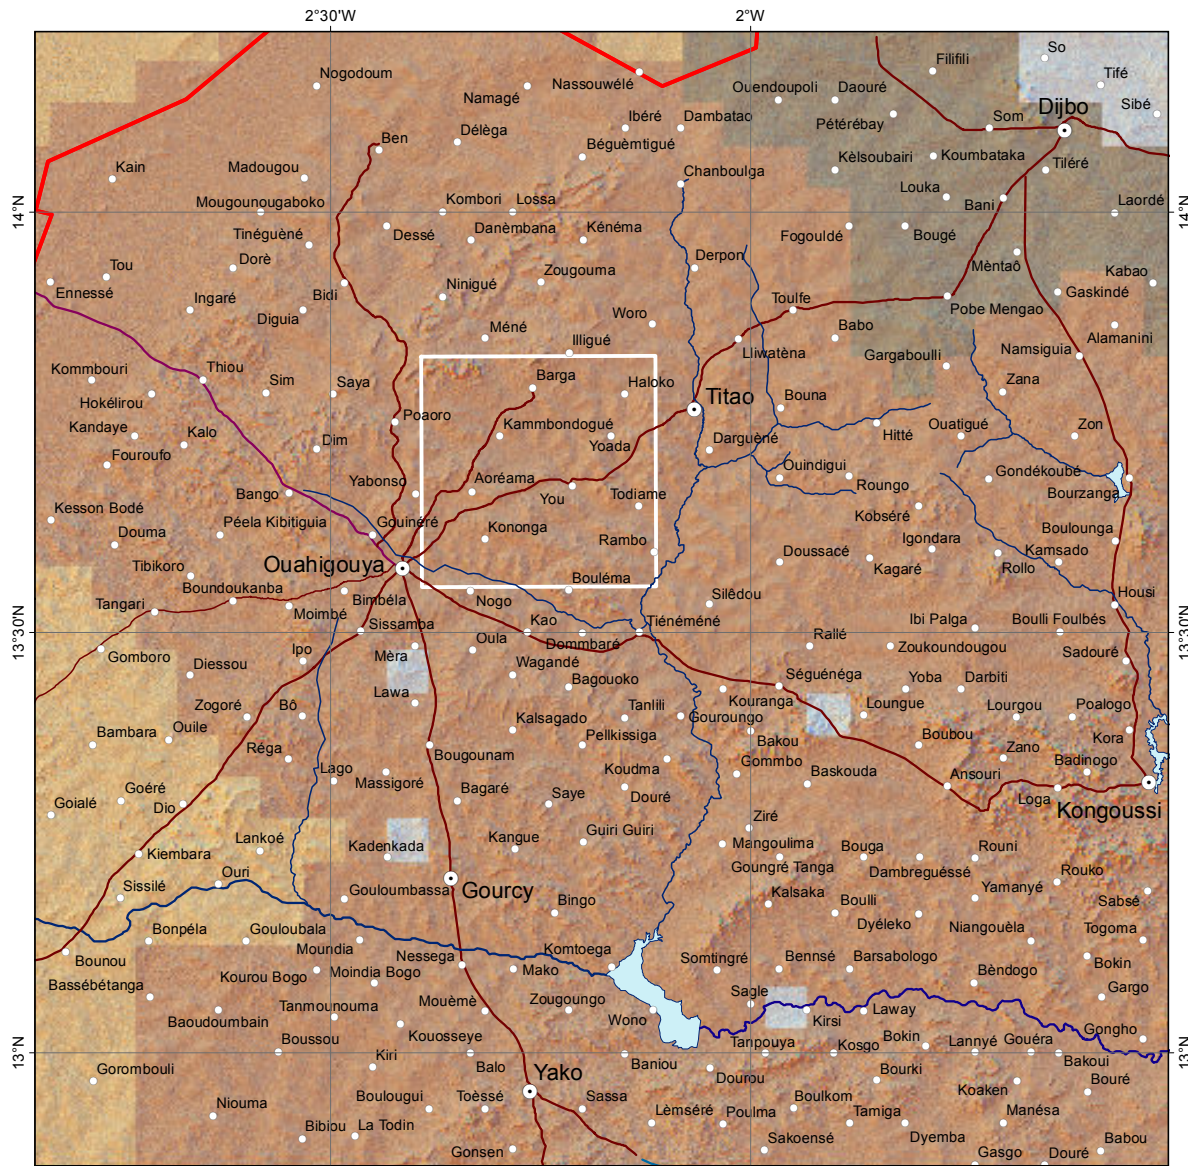 2°30'W
2°W
So
Filifili
Tifé
Nogodoum
Nassouwélé
Namagé
Ouendoupoli
Daouré
Dijbo
Sibé
Ibéré
Dambatao
Pétérébay
Som
Ben
Délèga
Béguèmtigué
Kèlsoubairi
Koumbataka
Tiléré
Kain
Madougou
Chanboulga
Louka
Bani
Laordé
14°N
14°N
Mougounougaboko
Kombori
Lossa
Tinéguènè
Dessé
Danèmbana
Kénéma
Fogouldé
Bougé
Dorè
Derpon
Mèntaô
Tou
Zougouma
Kabao
Ennessé
Ingaré
Bidi
Ninigué
Toulfe
Gaskindé
Diguia
Woro
Pobe Mengao
Méné
Babo
Alamanini
Illigué
Lliwatèna
Gargaboulli
Namsiguia
Kommbouri
Thiou
Sim
Saya
Barga
Haloko
Zana
Hokélirou
Titao
Bouna
Kandaye
Kalo
Poaoro
Kammbondogué
Hitté
Ouatigué
Zon
Dim
Yoada
Darguèné
Fouroufo
Ouindigui
Gondékoubé
Bango
Yabonso
Aoréama
You
Todiame
Roungo
Bourzanga
Kesson Bodé
Péela Kibitiguia
Gouinéré
Kobséré
Douma
Kononga
Rambo
Igondara
Boulounga
Doussacé
Kamsado
Ouahigouya
Tibikoro
Bouléma
Kagaré
Rollo
Boundoukanba
Bimbéla
Nogo
Silêdou
Housi
Tangari
Moimbé
Sissamba
Kao
Tiénéméné
Ibi Palga
Boulli Foulbés
13°30'N
13°30'N
Oula
Dommbaré
Rallé
Gomboro
Ipo
Mèra
Zoukoundougou
Sadouré
Diessou
Wagandé
Séguénéga
Yoba
Darbiti
Lawa
Bagouoko
Kouranga
Zogoré
Bô
Kalsagado
Tanlili
Gouroungo
Loungue
Lourgou
Poalogo
Bambara
Ouile
Pellkissiga
Bakou
Boubou
Kora
Réga
Bougounam
Zano
Lago
Massigoré
Koudma
Gommbo
Baskouda
Ansouri
Badinogo
Goialé
Goéré
Bagaré
Saye
Douré
Loga
Kongoussi
Dio
Ziré
Lankoé
Kadenkada
Kangue
Guiri Guiri
Mangoulima
Bouga
Rouni
Kiembara
Goungré Tanga
Dambreguéssé
Rouko
Ouri
Gouloumbassa
Gourcy
Kalsaka
Yamanyé
Sissilé
Bingo
Boulli
Sabsé
Dyéleko
Niangouèla
Bonpéla
Gouloubala
Togoma
Moundia
Nessega
Komtoega
Somtingré
Bennsé
Barsabologo
Bounou
Bokin
Kourou Bogo
Moindia Bogo
Mako
Bèndogo
Bassébétanga
Gargo
Tanmounouma
Mouèmè
Zougoungo
Sagle
Baoudoumbain
Wono
Kirsi
Laway
Kouosseye
Gongho
Boussou
Tanpouya
Kosgo
Bokin
Lannyé
Gouéra
13°N
13°N
Kiri
Balo
Baniou
Bakoui
Gorombouli
Yako
Dourou
Bourki
Koaken
Bouré
Niouma
Boulougui
Toèssé
Sassa
Lèmséré
Poulma
Boulkom
Tamiga
Manésa
Bibiou
La Todin
Sakoensé
Dyemba
Babou
Gonsen
Gasgo
Douré